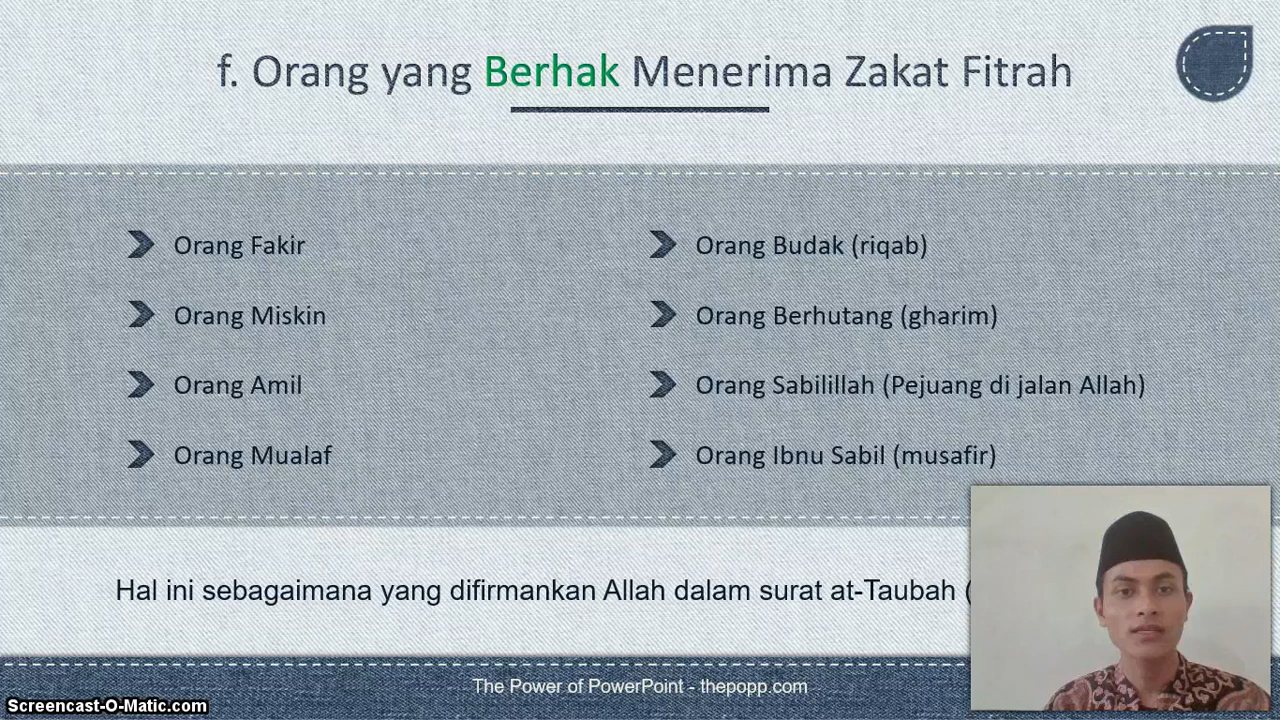 f. Orang yang Berhak Menerima Zakat Fitrah
Orang Fakir
Orang Miskin
Orang Amil
Orang Mualaf
Orang Budak (riqab)
Orang Berhutang (gharim)
Orang Sabilillah (Pejuang di jalan Allah)
Orang Ibnu Sabil (musafir)
Hal ini sebagaimana yang difirmankan Allah dalam surat at-Taubah (
The Power of PowerPoint - thepopp.com
Screencast-O-Matic.com